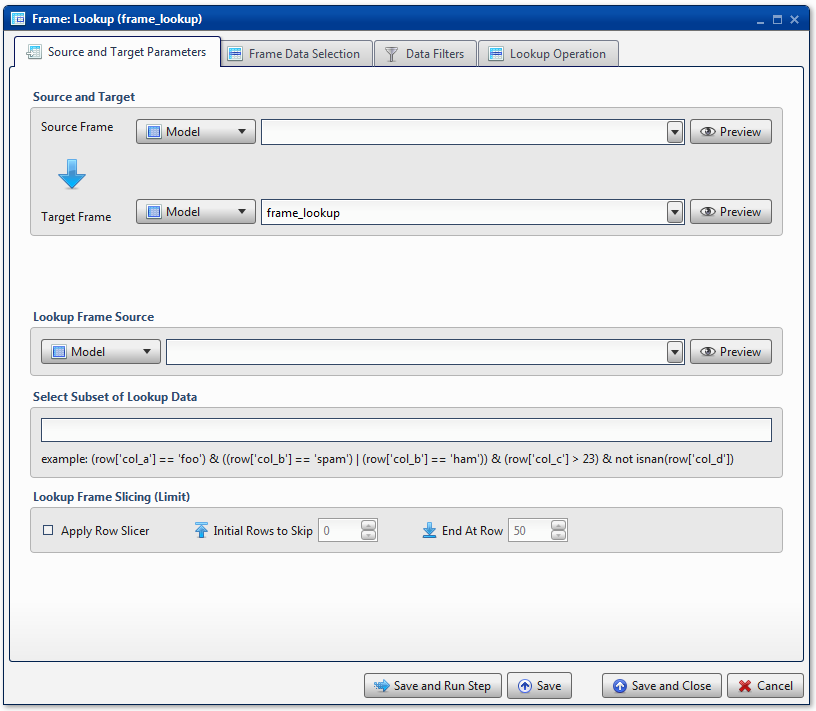 Frame: Lookup (frame_lookup)
Source and Target Parameters Frame Data Selection Data Filters Lookup Operation
Source and Target
Source Frame Model Preview
Target Frame Model frame_lookup Preview
Lookup Frame Source
Model Preview
Select Subset of Lookup Data
example: (row['col_a'] == 'foo') & ((row['col_b'] == 'spam') | (row['col_b'] == 'ham')) & (row['col_c'] > 23) & not isnan(row['col_d'])
Lookup Frame Slicing (Limit)
Apply Row Slicer Initial Rows to Skip 0 End At Row 50
Save and Run Step Save Save and Close Cancel